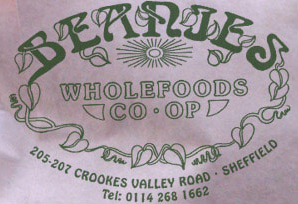 BEANIES
WHOLEFOODS
CO·OP
205-207 CROOKES VALLEY ROAD · SHEFFIELD
Tel: 0114 268 1662